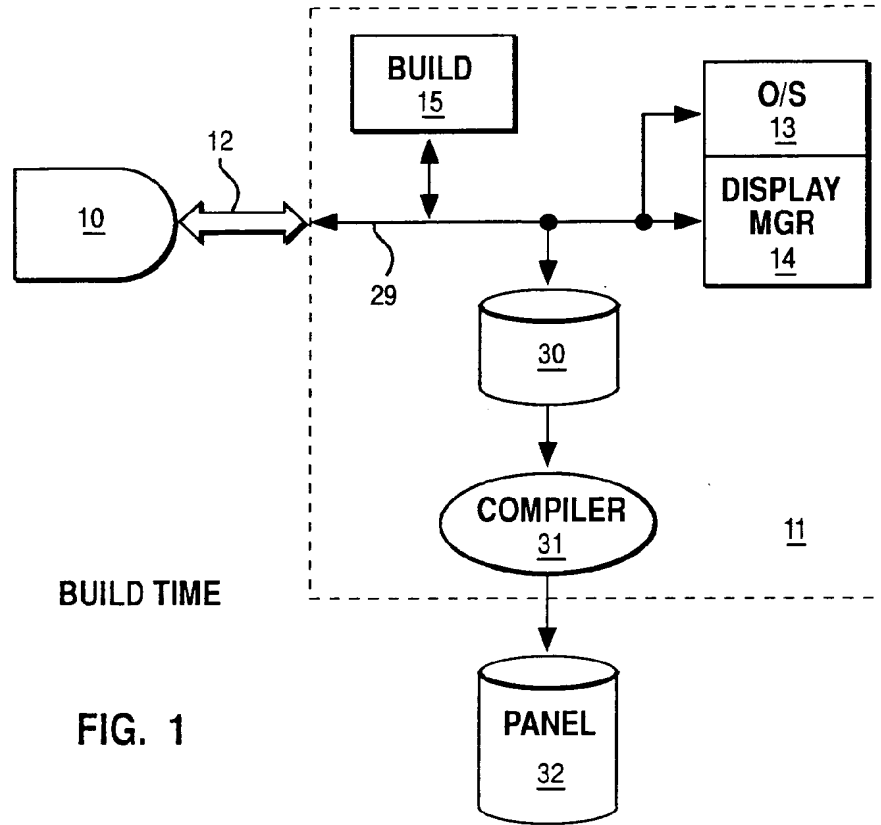 BUILD
15
O/S
13
12
10
DISPLAY
MGR
14
29
30
COMPILER
31
11
BUILD TIME
PANEL
32
FIG. 1